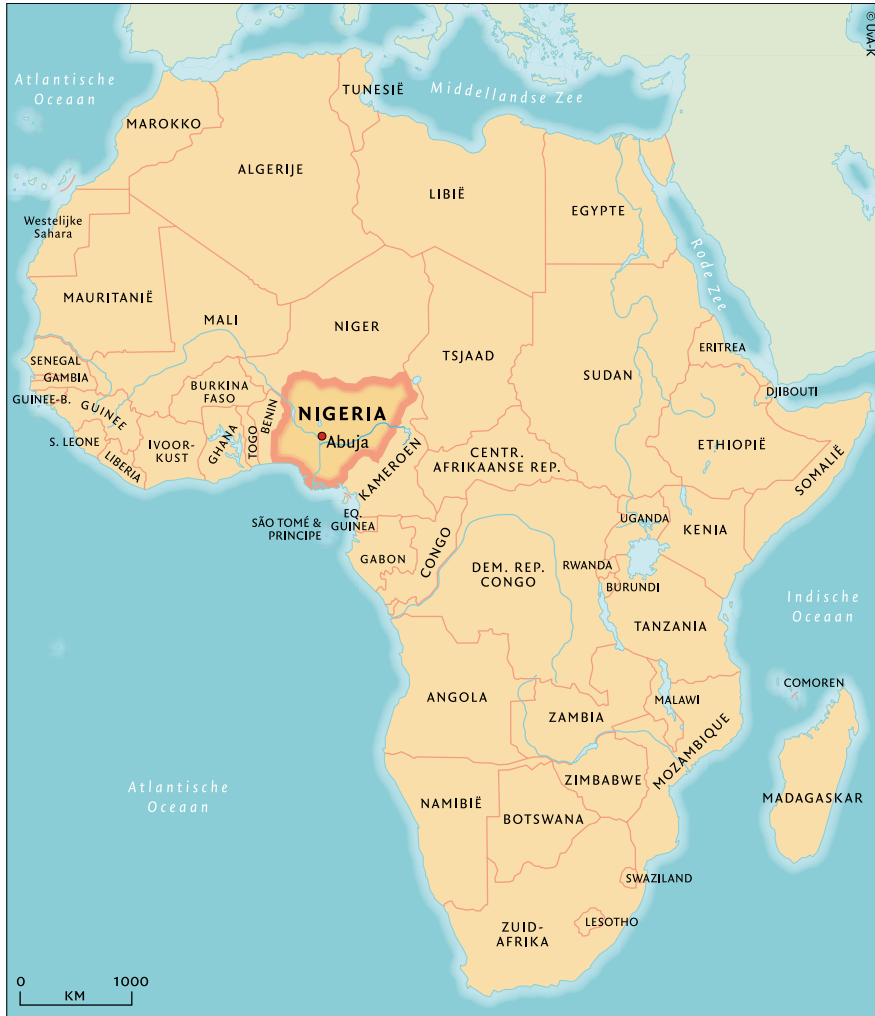 © UvA-K
Atlantische
Oceaan
TUNESIË
Middellandse Zee
MAROKKO
ALGERIJE
LIBIË
EGYPTE
Westelijke
Sahara
Rode Zee
MAURITANIË
MALI
NIGER
TSJAAD
SUDAN
ERITREA
SENEGAL
GAMBIA
GUINEE-B.
GUINEE
BURKINA
FASO
BENIN
NIGERIA
Abuja
DJIBOUTI
S. LEONE
LIBERIA
IVOOR-
KUST
GHANA
TOGO
KAMEROEN
CENTR.
AFRIKAANSE REP.
ETHIOPIË
SOMALIË
SÃO TOMÉ &
PRINCIPE
EQ.
GUINEA
GABON
CONGO
DEM. REP.
CONGO
UGANDA
KENIA
RWANDA
BURUNDI
TANZANIA
Indische
Oceaan
COMOREN
ANGOLA
ZAMBIA
MALAWI
MOZAMBIQUE
Atlantische
Oceaan
NAMIBIË
ZIMBABWE
BOTSWANA
MADAGASKAR
SWAZILAND
LESOTHO
ZUID-
AFRIKA
0 1000
KM